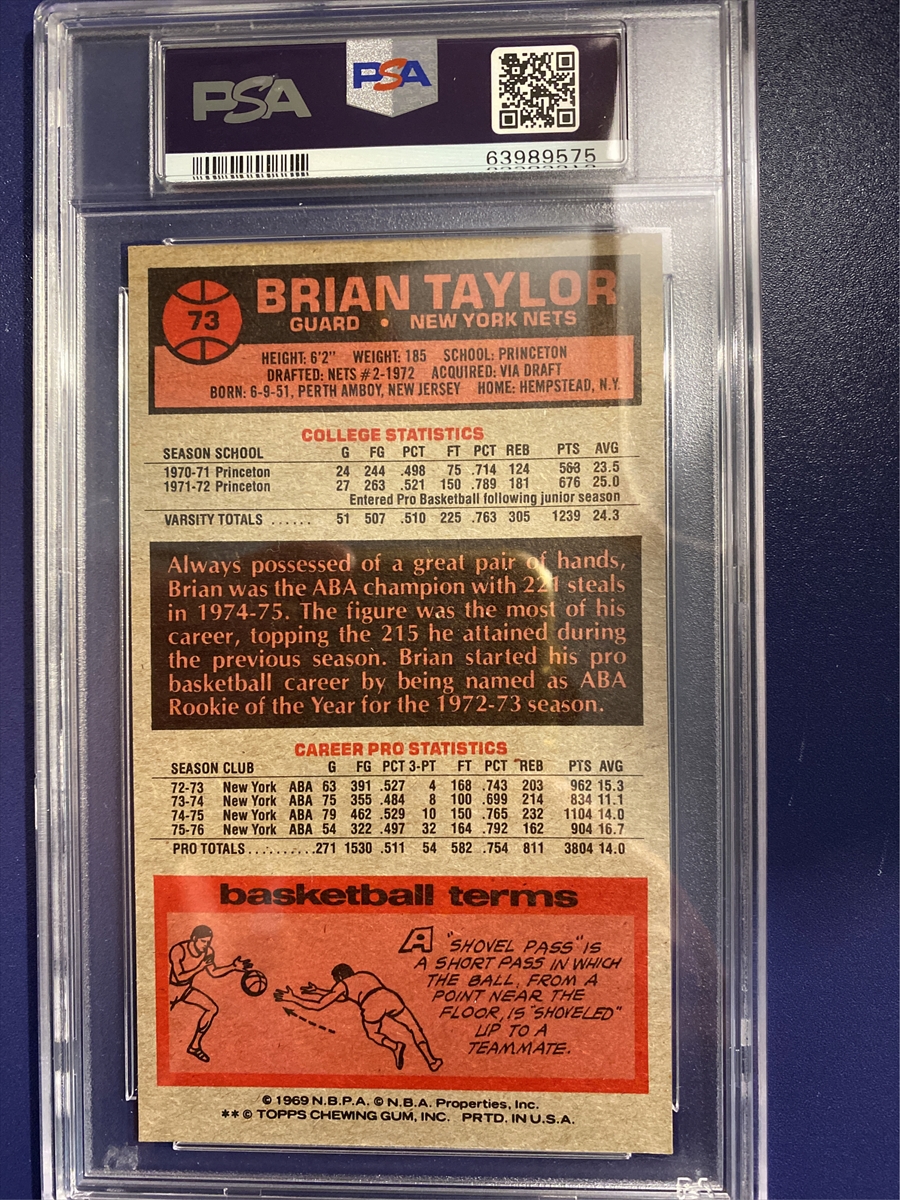 PSA PSA
63989575
73
BRIAN TAYLOR
GUARD • NEW YORK NETS
HEIGHT: 6'2" WEIGHT: 185 SCHOOL: PRINCETON
DRAFTED: NETS #2-1972 ACQUIRED: VIA DRAFT
BORN: 6-9-51, PERTH AMBOY, NEW JERSEY HOME: HEMPSTEAD, N.Y.
COLLEGE STATISTICS
SEASON SCHOOL G FG PCT FT PCT REB PTS AVG
1970-71 Princeton 24 244 .498 75 .714 124 563 23.5
1971-72 Princeton 27 263 .521 150 .789 181 676 25.0
Entered Pro Basketball following junior season
VARSITY TOTALS ...... 51 507 .510 225 .763 305 1239 24.3
Always possessed of a great pair of hands,
Brian was the ABA champion with 221 steals
in 1974-75. The figure was the most of his
career, topping the 215 he attained during
the previous season. Brian started his pro
basketball career by being named as ABA
Rookie of the Year for the 1972-73 season.
CAREER PRO STATISTICS
SEASON CLUB G FG PCT 3-PT FT PCT REB PTS AVG
72-73 New York ABA 63 391 .527 4 168 .743 203 962 15.3
73-74 New York ABA 75 355 .484 8 100 .699 214 834 11.1
74-75 New York ABA 79 462 .529 10 150 .765 232 1104 14.0
75-76 New York ABA 54 322 .497 32 164 .792 162 904 16.7
PRO TOTALS.......... 271 1530 .511 54 582 .754 811 3804 14.0
basketball terms
A "SHOVEL PASS" IS
A SHORT PASS IN WHICH
THE BALL, FROM A
POINT NEAR THE
FLOOR, IS "SHOVELED"
UP TO A
TEAMMATE.
© 1969 N.B.P.A. © N.B.A. Properties, Inc.
** © TOPPS CHEWING GUM, INC. PRTD. IN U.S.A.